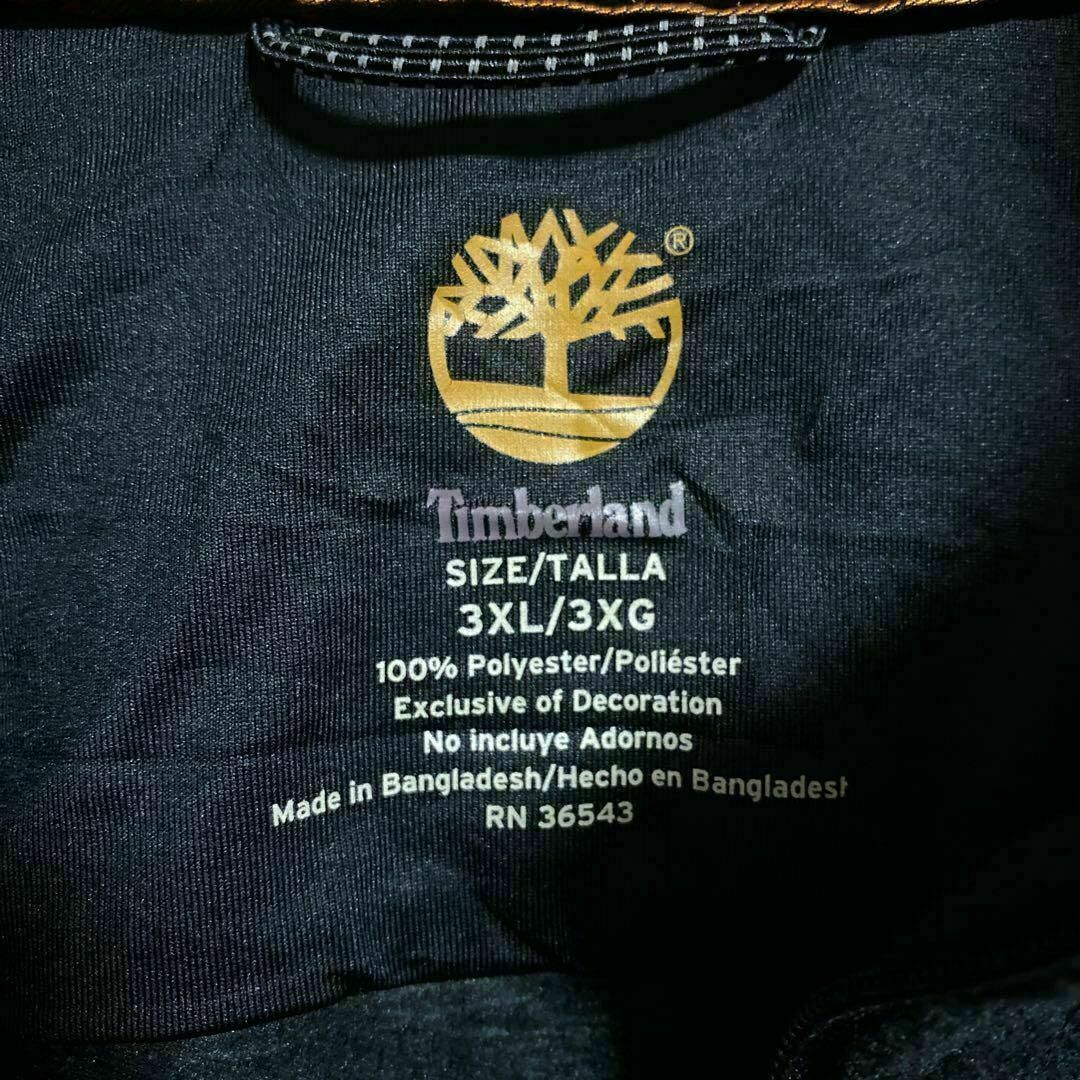 ®
Timberland
SIZE/TALLA
3XL/3XG
100% Polyester/Poliéster
Exclusive of Decoration
No incluye Adornos
Made in Bangladesh/Hecho en Bangladesh
RN 36543